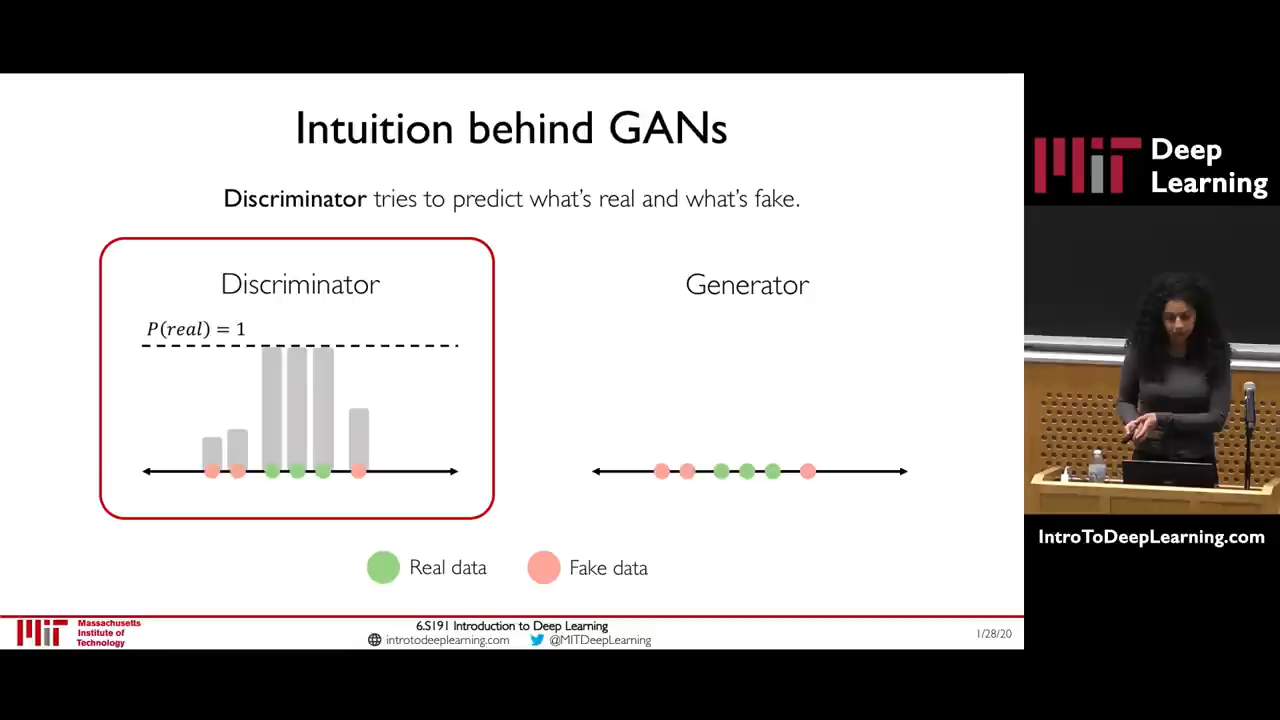 Intuition behind GANs
Discriminator tries to predict what's real and what's fake.
Discriminator
P(real) = 1
Generator
Real data
Fake data
Massachusetts
Institute of
Technology
6.S191 Introduction to Deep Learning
introtodeeplearning.com
@MITDeepLearning
1/28/20
MIT
Deep
Learning
IntroToDeepLearning.com